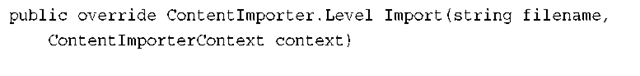 public override ContentImporter.Level Import(string filename,
ContentImporterContext context)